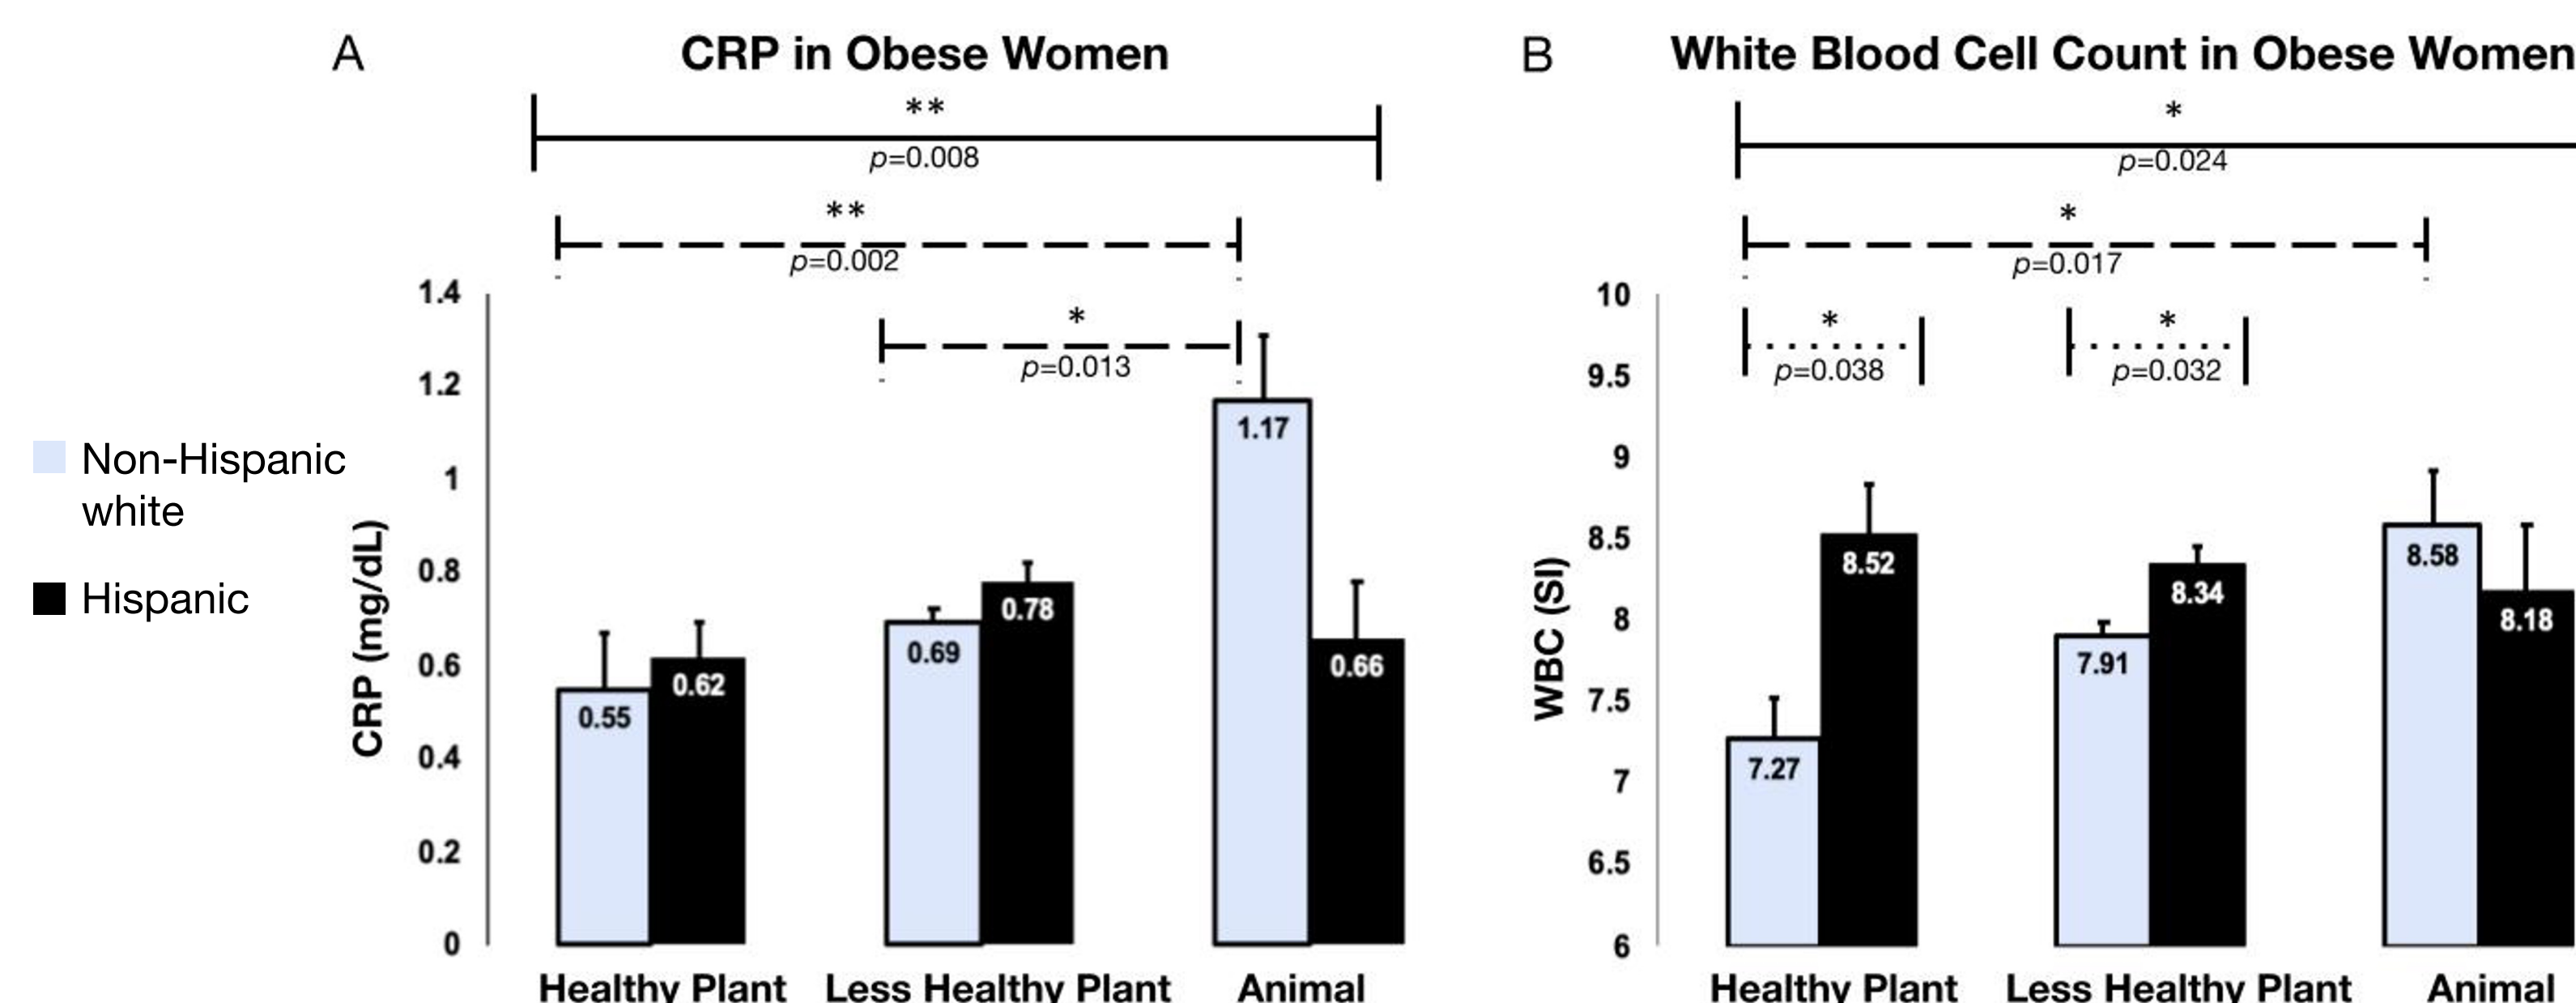 A
CRP in Obese Women
**
p=0.008
**
p=0.002
*
p=0.013
1.4
1.2
1
0.8
0.6
0.4
0.2
0
CRP (mg/dL)
Non-Hispanic
white
Hispanic
0.55
0.62
0.69
0.78
1.17
0.66
Healthy Plant
Less Healthy Plant
Animal
B
White Blood Cell Count in Obese Women
*
p=0.024
*
p=0.017
*
p=0.038
*
p=0.032
10
9.5
9
8.5
8
7.5
7
6.5
6
WBC (SI)
7.27
8.52
7.91
8.34
8.58
8.18
Healthy Plant
Less Healthy Plant
Animal